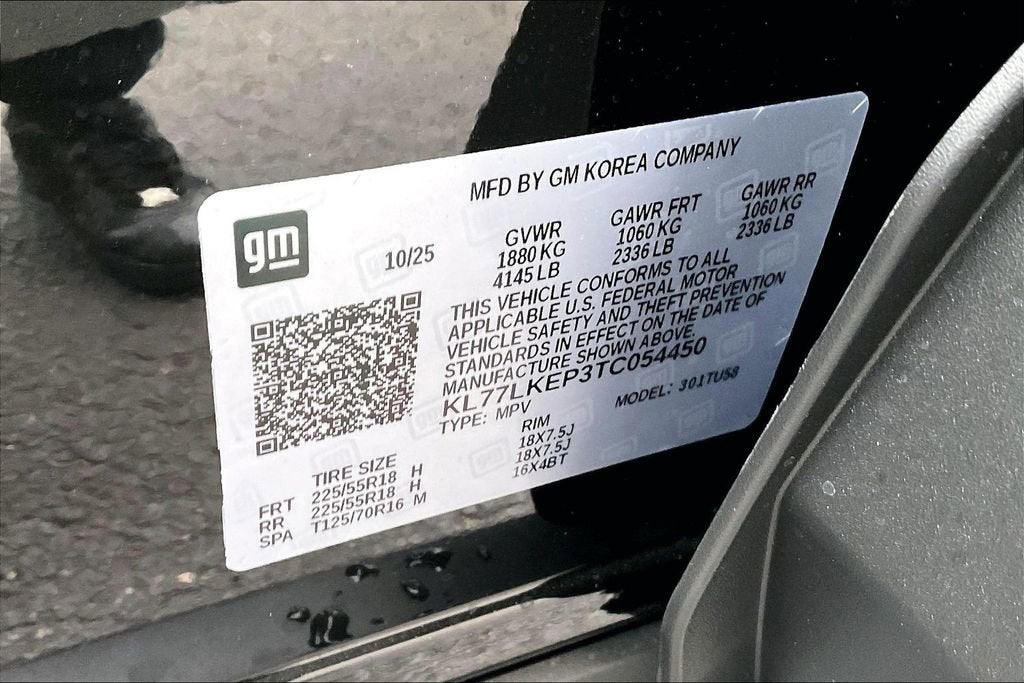 MFD BY GM KOREA COMPANY
gm
10/25
GVWR GAWR FRT GAWR RR
1880 KG 1060 KG 1060 KG
4145 LB 2336 LB 2336 LB
THIS VEHICLE CONFORMS TO ALL
APPLICABLE U.S. FEDERAL MOTOR
VEHICLE SAFETY AND THEFT PREVENTION
STANDARDS IN EFFECT ON THE DATE OF
MANUFACTURE SHOWN ABOVE.
KL77LKEP3TC054450
TYPE: MPV MODEL: 301TU58
TIRE SIZE RIM
FRT 225/55R18 H 18X7.5J
RR 225/55R18 H 18X7.5J
SPA T125/70R16 M 16X4BT